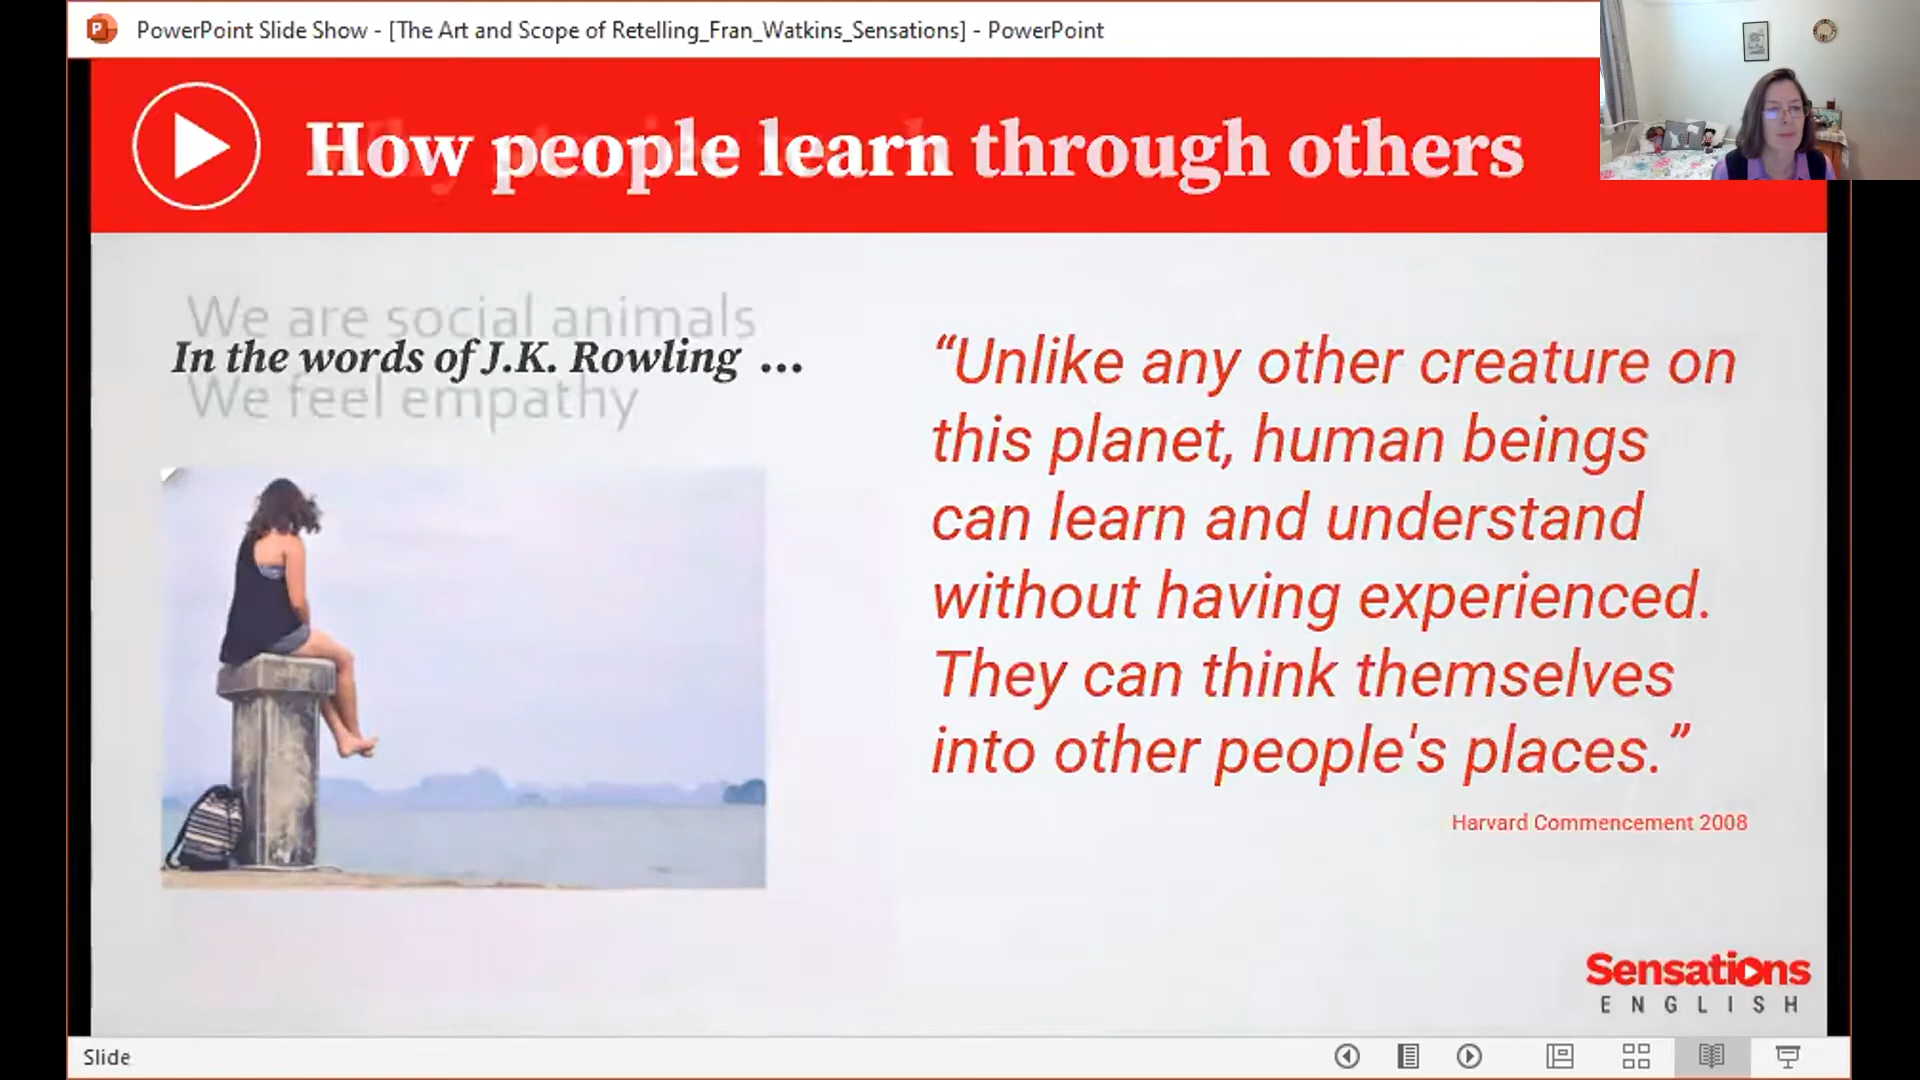 PowerPoint Slide Show - [The Art and Scope of Retelling_Fran_Watkins_Sensations] - PowerPoint
How people learn through others
We are social animals
In the words of J.K. Rowling ...
We feel empathy
“Unlike any other creature on
this planet, human beings
can learn and understand
without having experienced.
They can think themselves
into other people's places.”
Harvard Commencement 2008
Sensations
ENGLISH
Slide